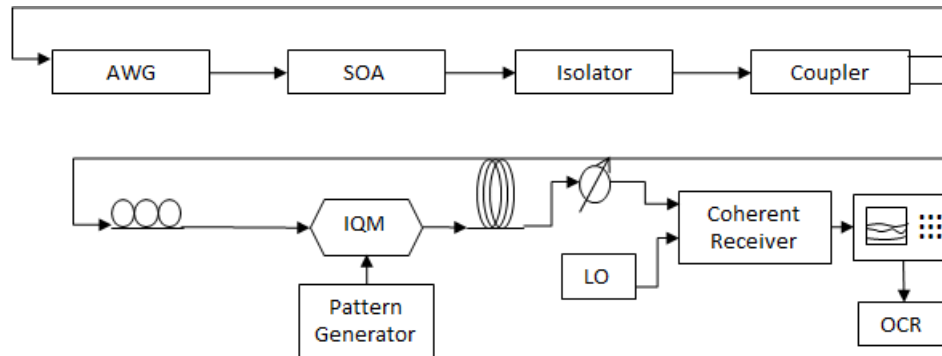 AWG
SOA
Isolator
Coupler
IQM
Pattern
Generator
LO
Coherent
Receiver
OCR